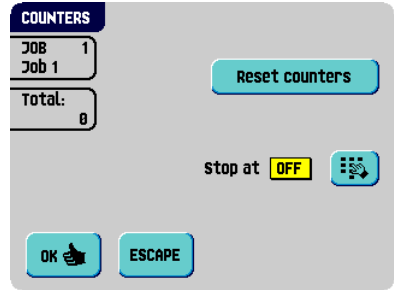 COUNTERS
JOB 1
Job 1
Reset counters
Total:
0
Stop at OFF
OK
ESCAPE